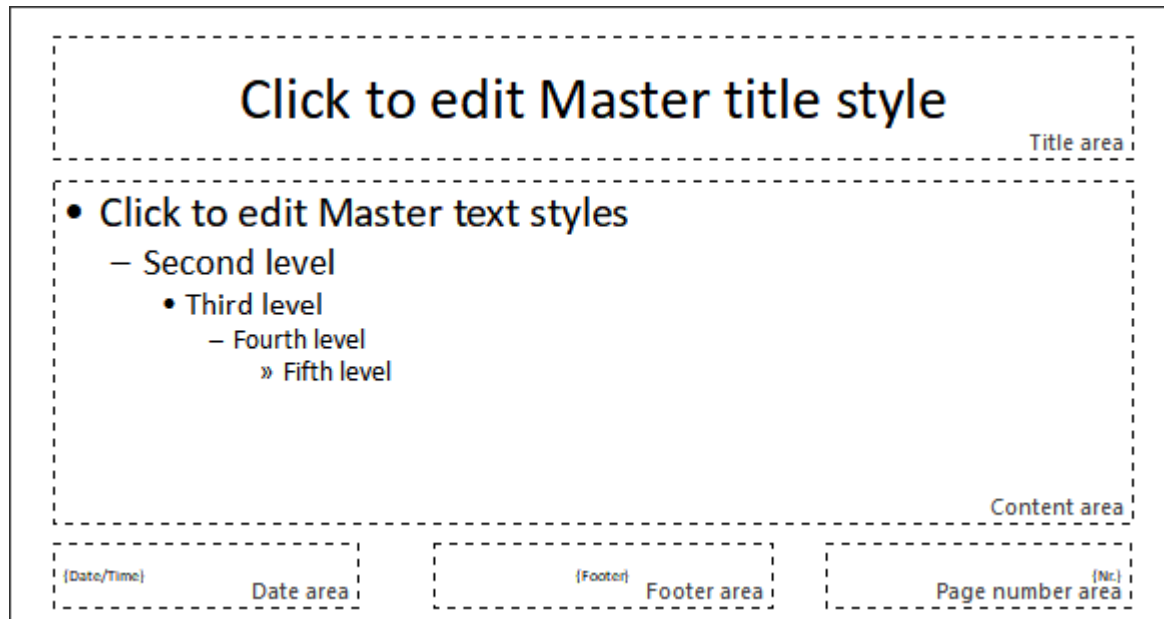 Click to edit Master title style
Title area
• Click to edit Master text styles
– Second level
• Third level
– Fourth level
» Fifth level
Content area
{Date/Time}
Date area
{Footer}
Footer area
{Nr.}
Page number area